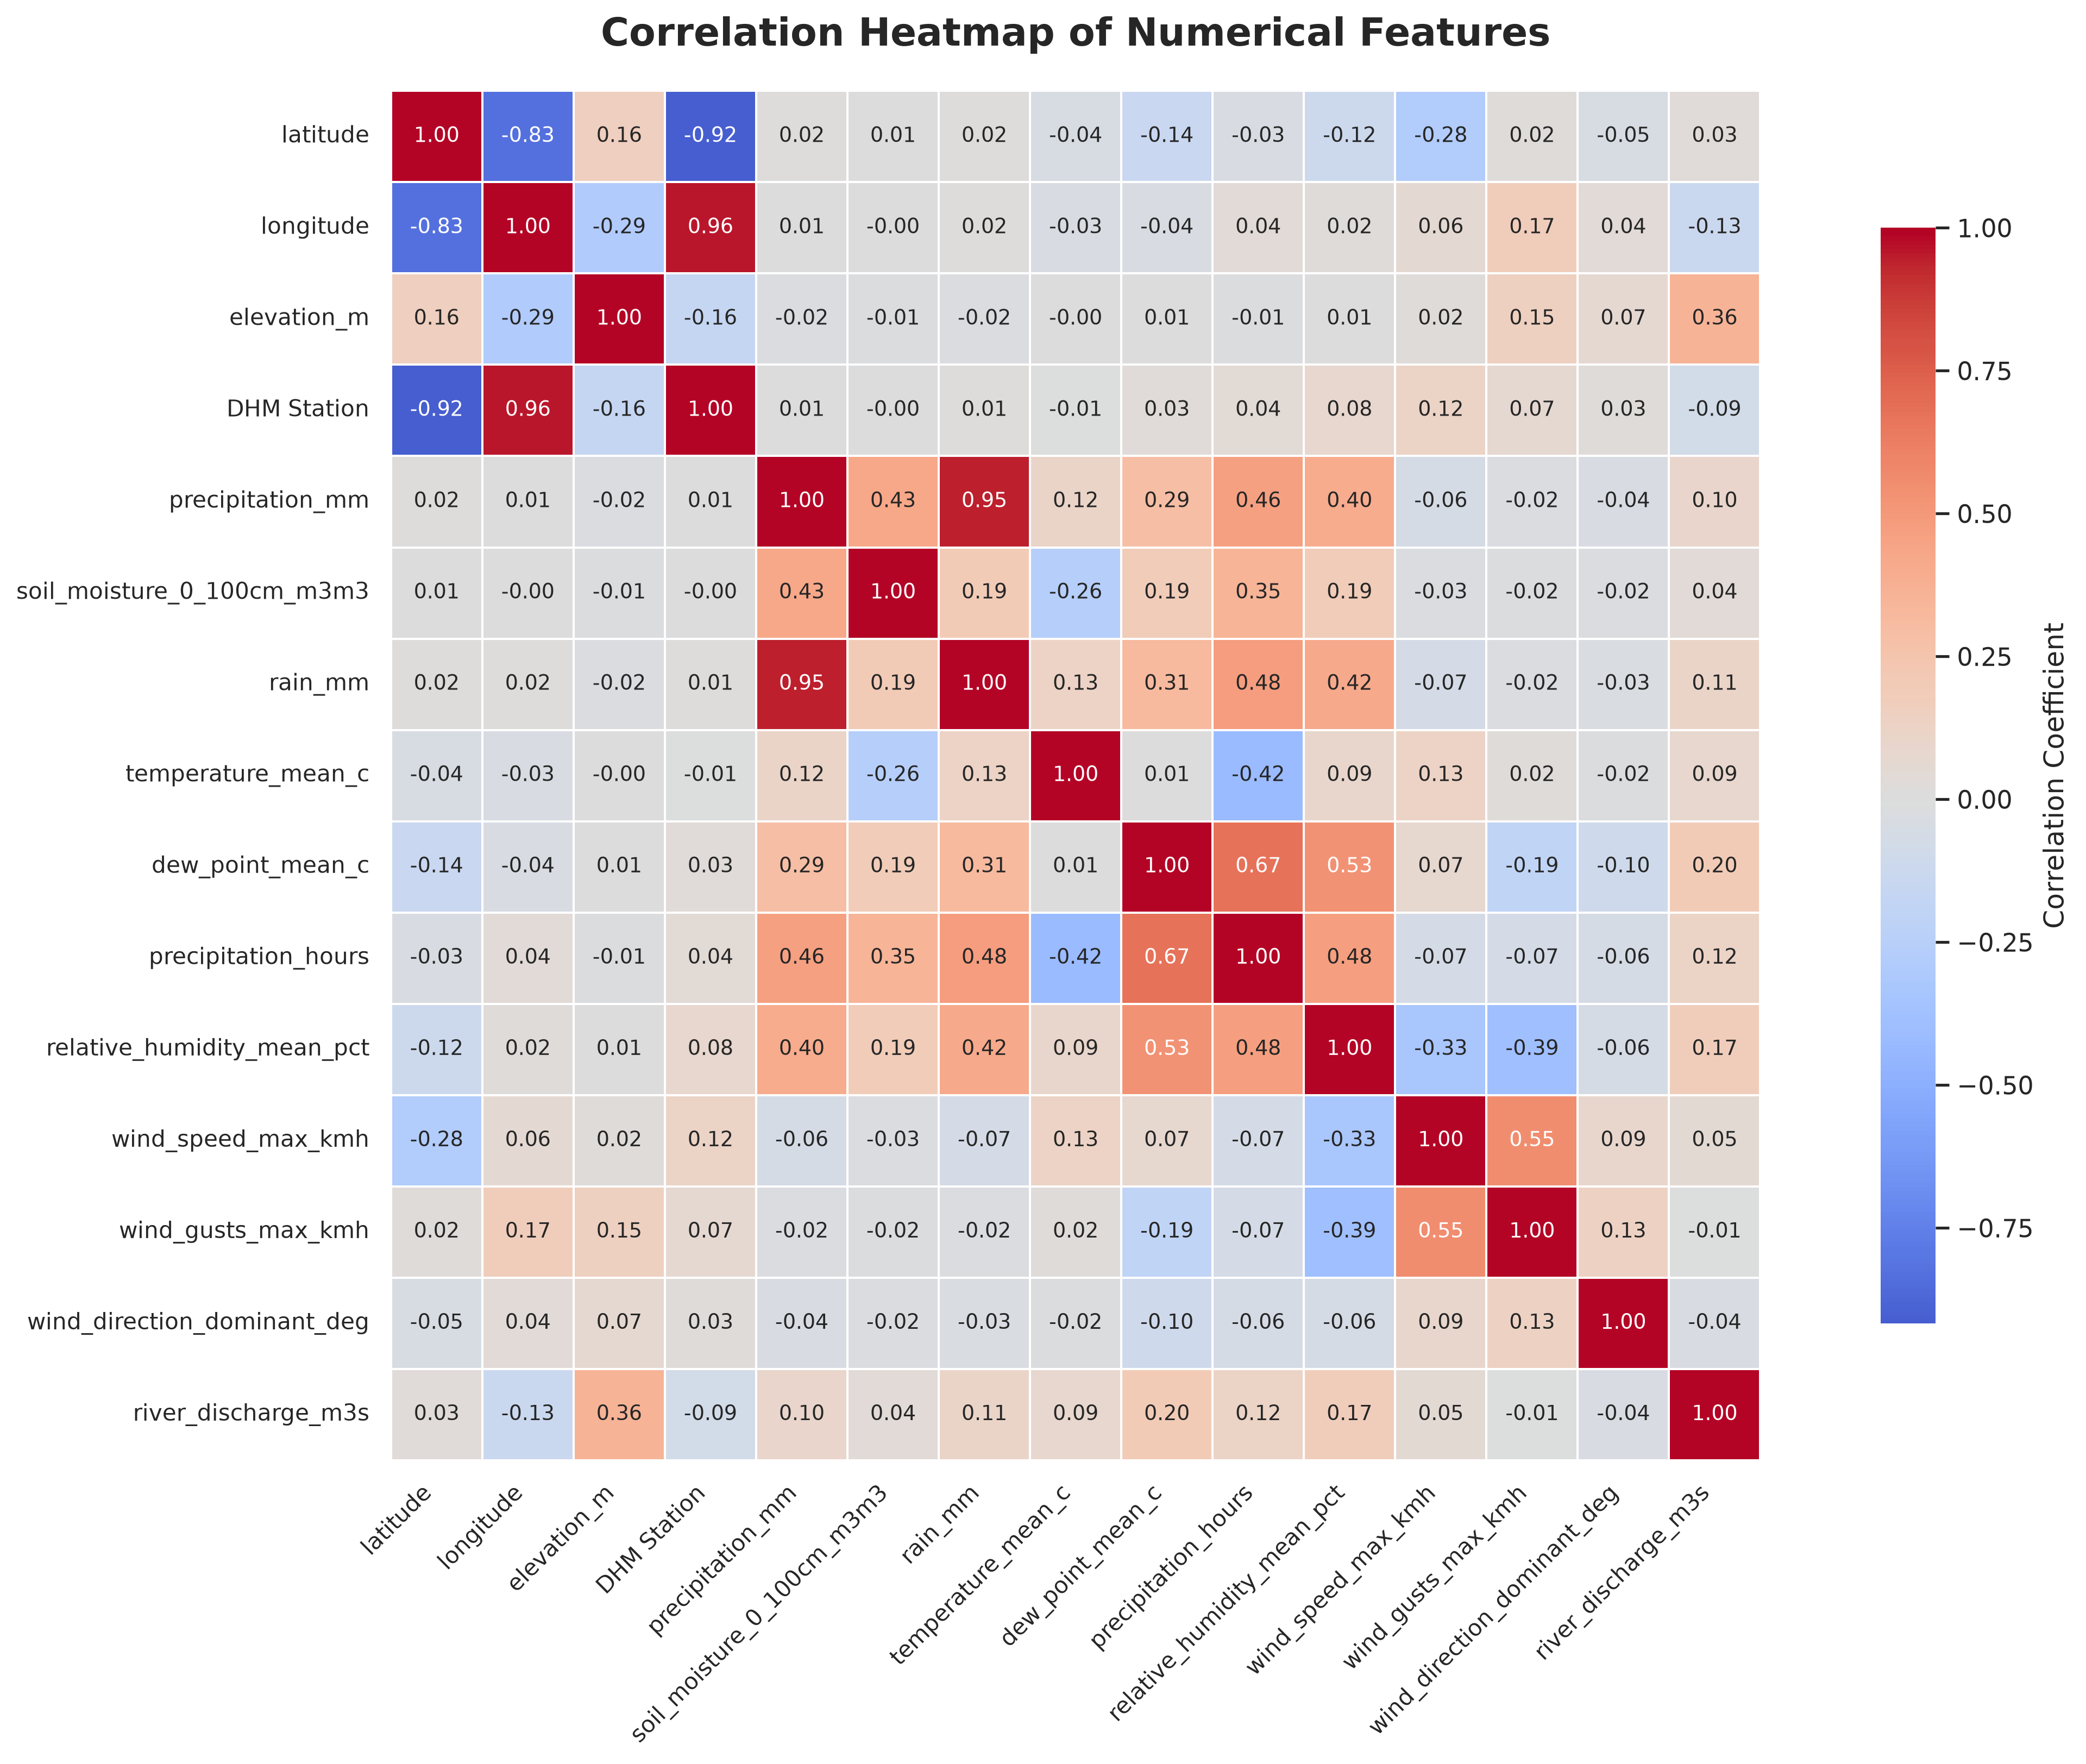 Correlation Heatmap of Numerical Features
latitude 1.00 -0.83 0.16 -0.92 0.02 0.01 0.02 -0.04 -0.14 -0.03 -0.12 -0.28 0.02 -0.05 0.03
longitude -0.83 1.00 -0.29 0.96 0.01 -0.00 0.02 -0.03 -0.04 0.04 0.02 0.06 0.17 0.04 -0.13
elevation_m 0.16 -0.29 1.00 -0.16 -0.02 -0.01 -0.02 -0.00 0.01 -0.01 0.01 0.02 0.15 0.07 0.36
DHM Station -0.92 0.96 -0.16 1.00 0.01 -0.00 0.01 -0.01 0.03 0.04 0.08 0.12 0.07 0.03 -0.09
precipitation_mm 0.02 0.01 -0.02 0.01 1.00 0.43 0.95 0.12 0.29 0.46 0.40 -0.06 -0.02 -0.04 0.10
soil_moisture_0_100cm_m3m3 0.01 -0.00 -0.01 -0.00 0.43 1.00 0.19 -0.26 0.19 0.35 0.19 -0.03 -0.02 -0.02 0.04
rain_mm 0.02 0.02 -0.02 0.01 0.95 0.19 1.00 0.13 0.31 0.48 0.42 -0.07 -0.02 -0.03 0.11
temperature_mean_c -0.04 -0.03 -0.00 -0.01 0.12 -0.26 0.13 1.00 0.01 -0.42 0.09 0.13 0.02 -0.02 0.09
dew_point_mean_c -0.14 -0.04 0.01 0.03 0.29 0.19 0.31 0.01 1.00 0.67 0.53 0.07 -0.19 -0.10 0.20
precipitation_hours -0.03 0.04 -0.01 0.04 0.46 0.35 0.48 -0.42 0.67 1.00 0.48 -0.07 -0.07 -0.06 0.12
relative_humidity_mean_pct -0.12 0.02 0.01 0.08 0.40 0.19 0.42 0.09 0.53 0.48 1.00 -0.33 -0.39 -0.06 0.17
wind_speed_max_kmh -0.28 0.06 0.02 0.12 -0.06 -0.03 -0.07 0.13 0.07 -0.07 -0.33 1.00 0.55 0.09 0.05
wind_gusts_max_kmh 0.02 0.17 0.15 0.07 -0.02 -0.02 -0.02 0.02 -0.19 -0.07 -0.39 0.55 1.00 0.13 -0.01
wind_direction_dominant_deg -0.05 0.04 0.07 0.03 -0.04 -0.02 -0.03 -0.02 -0.10 -0.06 -0.06 0.09 0.13 1.00 -0.04
river_discharge_m3s 0.03 -0.13 0.36 -0.09 0.10 0.04 0.11 0.09 0.20 0.12 0.17 0.05 -0.01 -0.04 1.00
latitude
longitude
elevation_m
DHM Station
precipitation_mm
soil_moisture_0_100cm_m3m3
rain_mm
temperature_mean_c
dew_point_mean_c
precipitation_hours
relative_humidity_mean_pct
wind_speed_max_kmh
wind_gusts_max_kmh
wind_direction_dominant_deg
river_discharge_m3s
1.00
0.75
0.50
0.25
0.00
−0.25
−0.50
−0.75
Correlation Coefficient